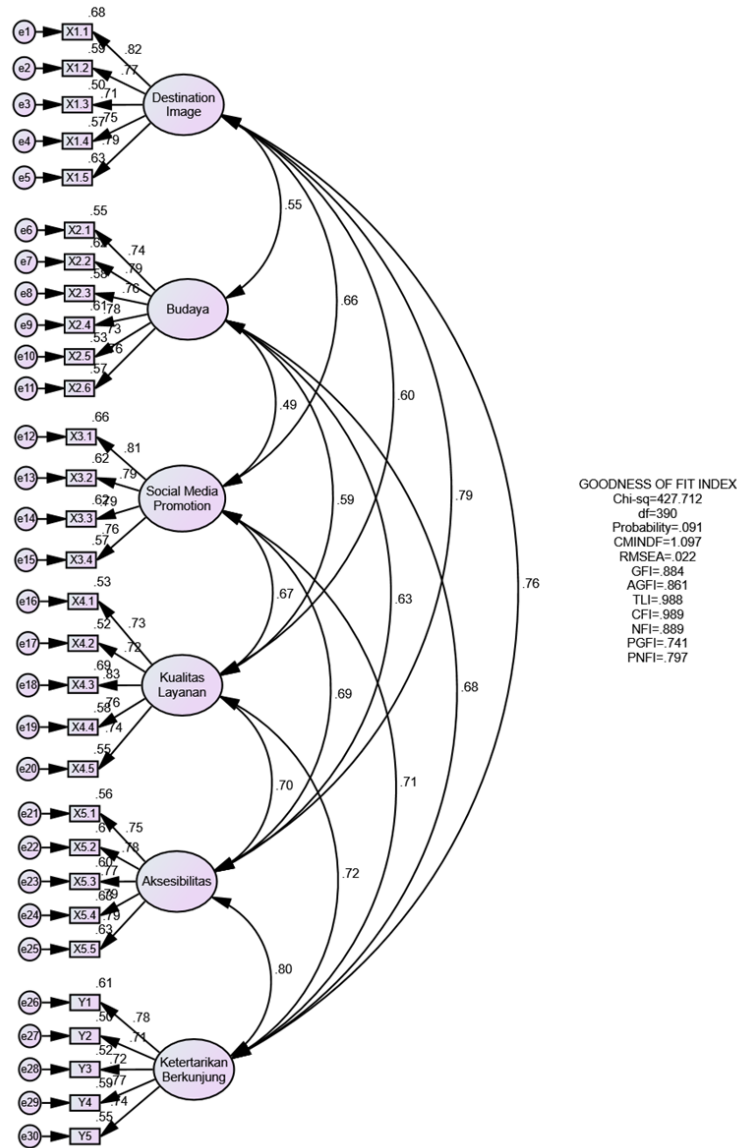 .68
e1 X1.1
.82
.59
e2 X1.2
.77
.50
e3 X1.3
.71
.57
e4 X1.4
.75
.63
e5 X1.5
.79
Destination
Image
.55
e6 X2.1
.74
.62
e7 X2.2
.79
.58
e8 X2.3
.76
.61
e9 X2.4
.78
.53
e10 X2.5
.73
.57
e11 X2.6
.76
Budaya
.66
e12 X3.1
.81
.62
e13 X3.2
.79
.62
e14 X3.3
.79
.57
e15 X3.4
.76
Social Media
Promotion
.53
e16 X4.1
.73
.52
e17 X4.2
.72
.69
e18 X4.3
.83
.58
e19 X4.4
.76
.55
e20 X4.5
.74
Kualitas
Layanan
.56
e21 X5.1
.75
e22 X5.2
.78
.60
e23 X5.3
.77
e24 X5.4
.79
.63
e25 X5.5
.79
Aksesibilitas
.61
e26 Y1
.78
.50
e27 Y2
.71
.52
e28 Y3
.72
.59
e29 Y4
.77
.55
e30 Y5
.74
Ketertarikan
Berkunjung
.55
.66
.60
.79
.76
.49
.59
.63
.68
.67
.69
.71
.70
.72
.80
GOODNESS OF FIT INDEX
Chi-sq=427.712
df=390
Probability=.091
CMINDF=1.097
RMSEA=.022
GFI=.884
AGFI=.861
TLI=.988
CFI=.989
NFI=.889
PGFI=.741
PNFI=.797